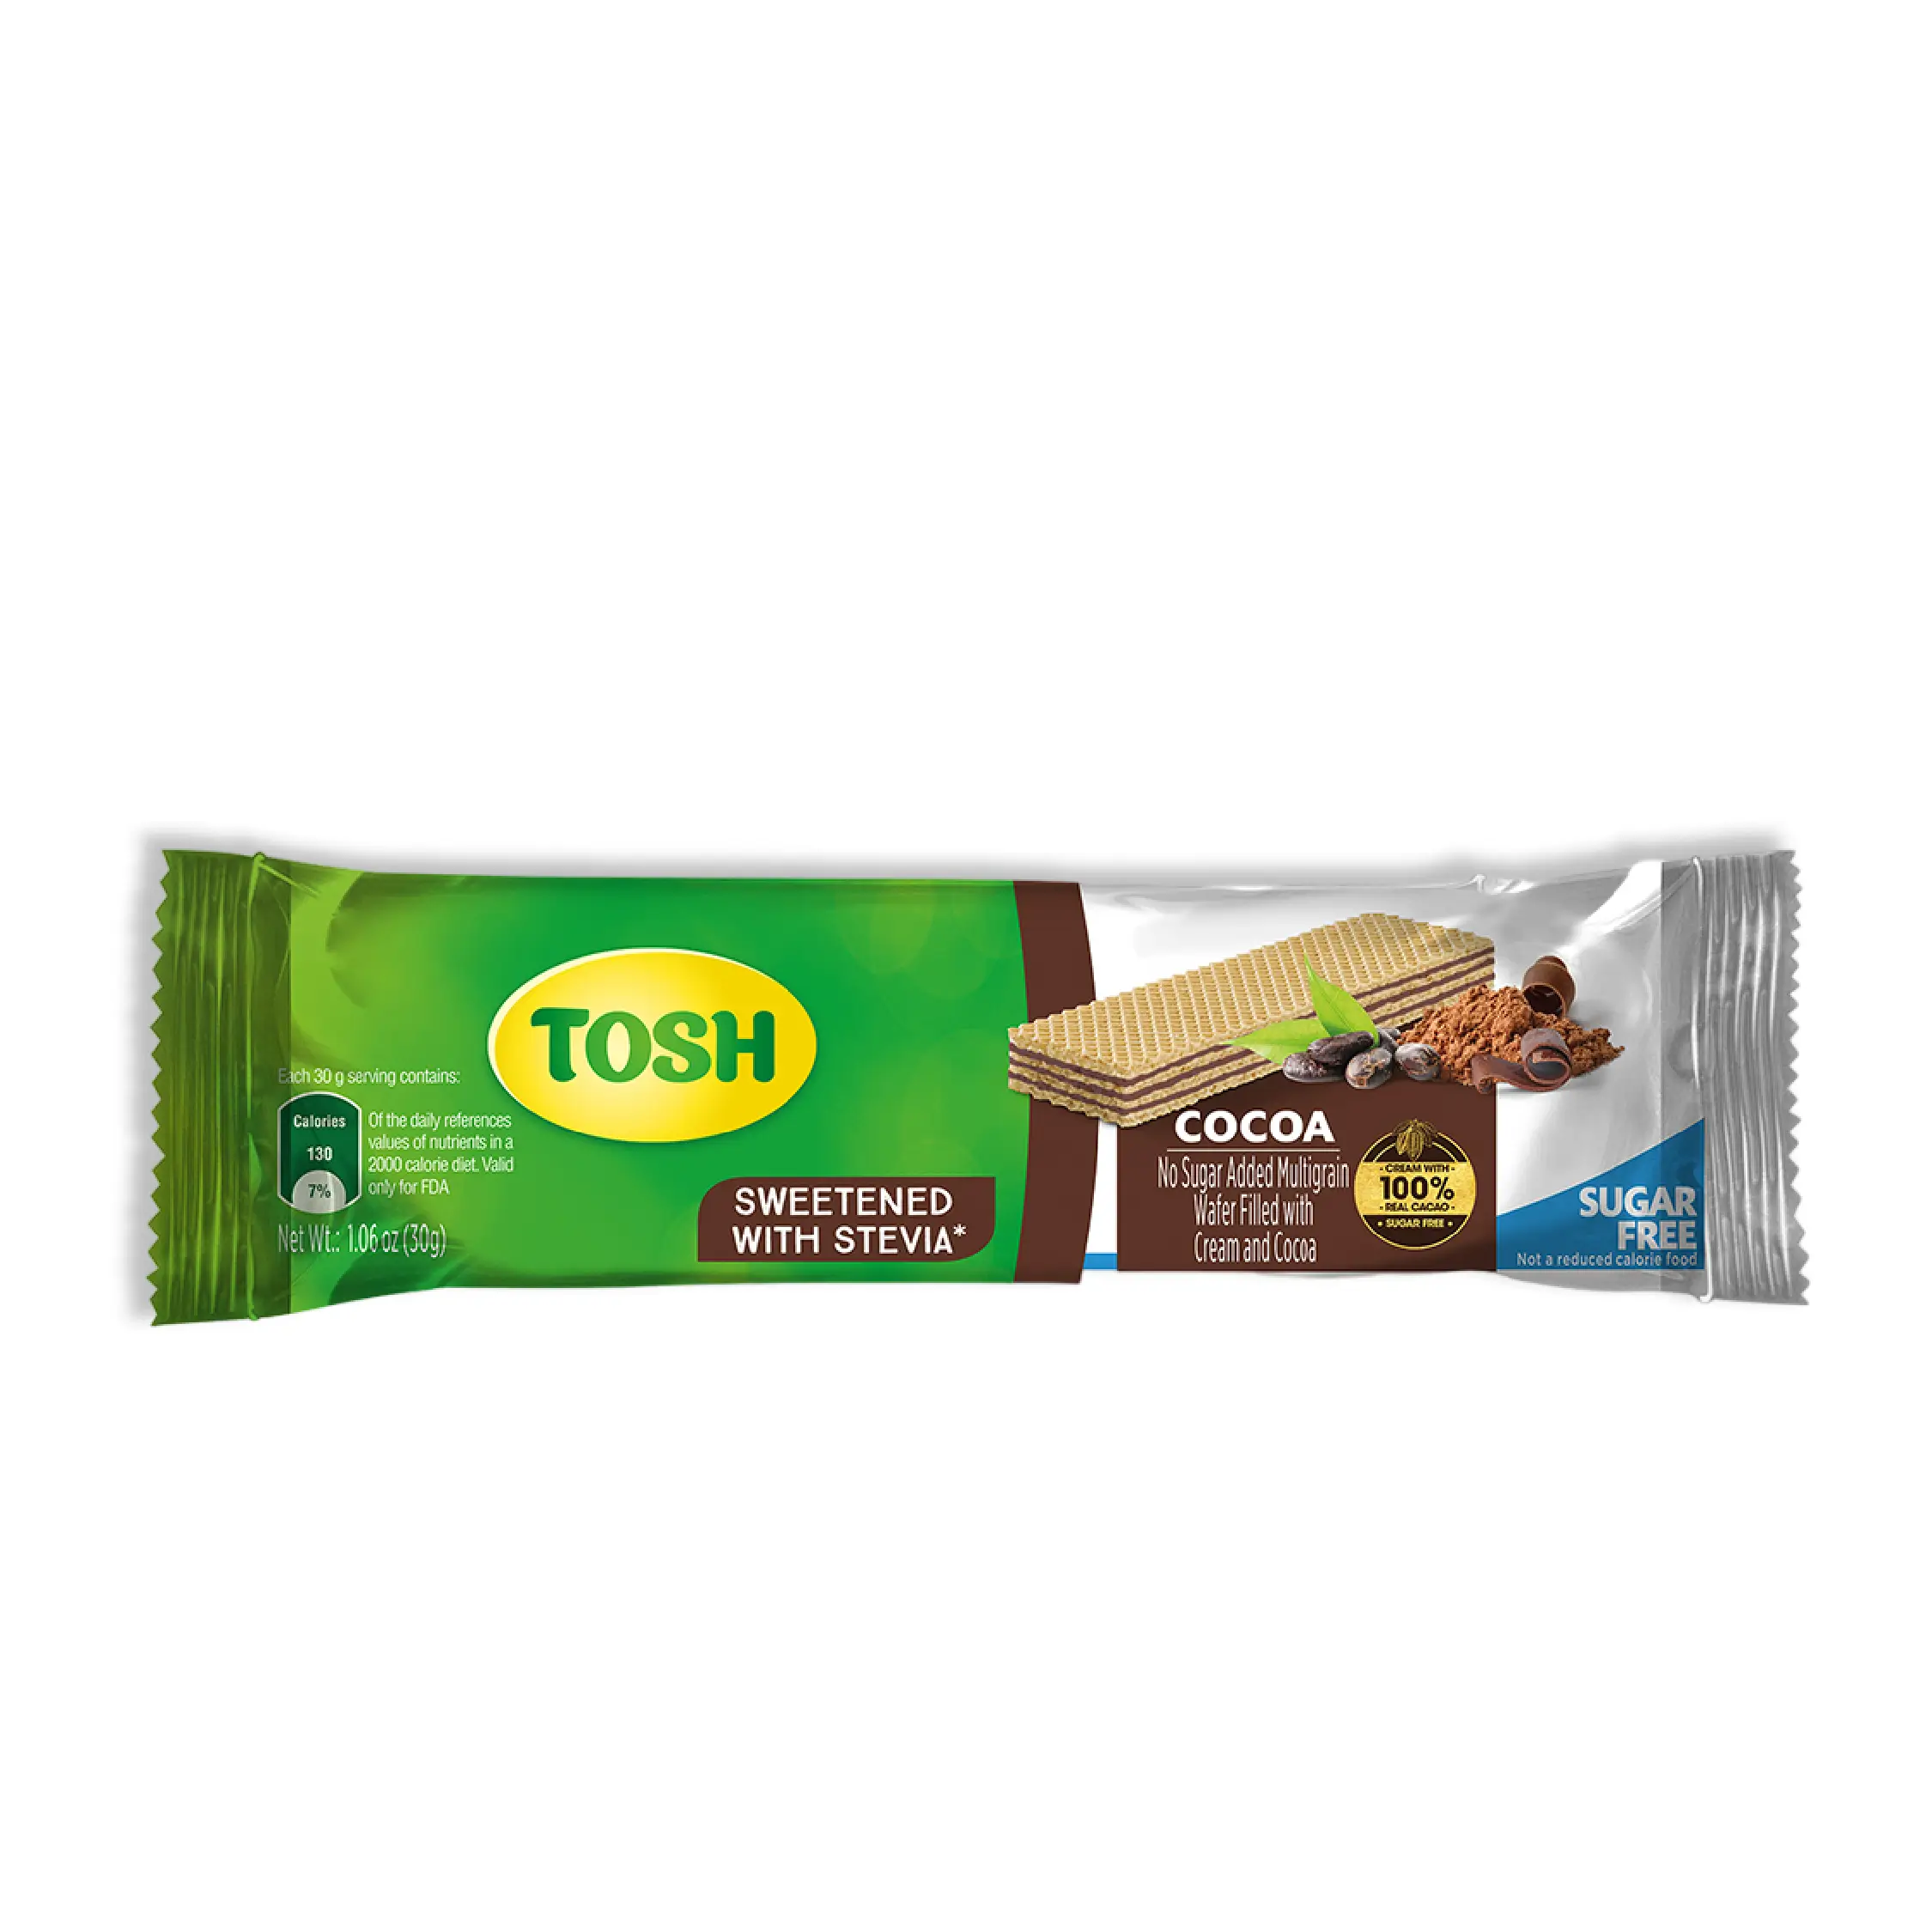 TOSH
Each 30 g serving contains:
Calories
130
7%
Of the daily references
values of nutrients in a
2000 calorie diet. Valid
only for FDA
Net Wt.: 1.06 oz (30g)
SWEETENED
WITH STEVIA*
COCOA
No Sugar Added Multigrain
Wafer Filled with
Cream and Cocoa
- CREAM WITH -
100%
- REAL CACAO -
• SUGAR FREE •
SUGAR
FREE
Not a reduced calorie food